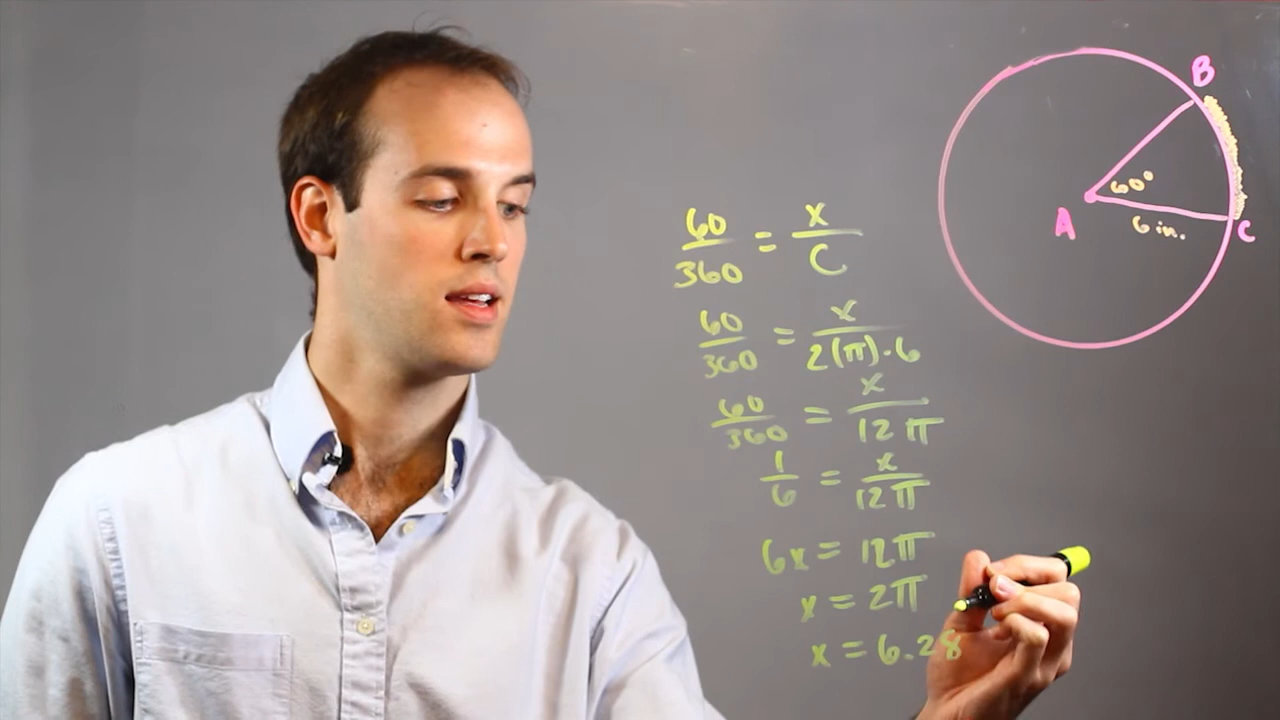 60/360 = x/C
60/360 = x/2(π)·6
60/360 = x/12π
1/6 = x/12π
6x = 12π
x = 2π
x = 6.28
B
60°
A
6 in.
C